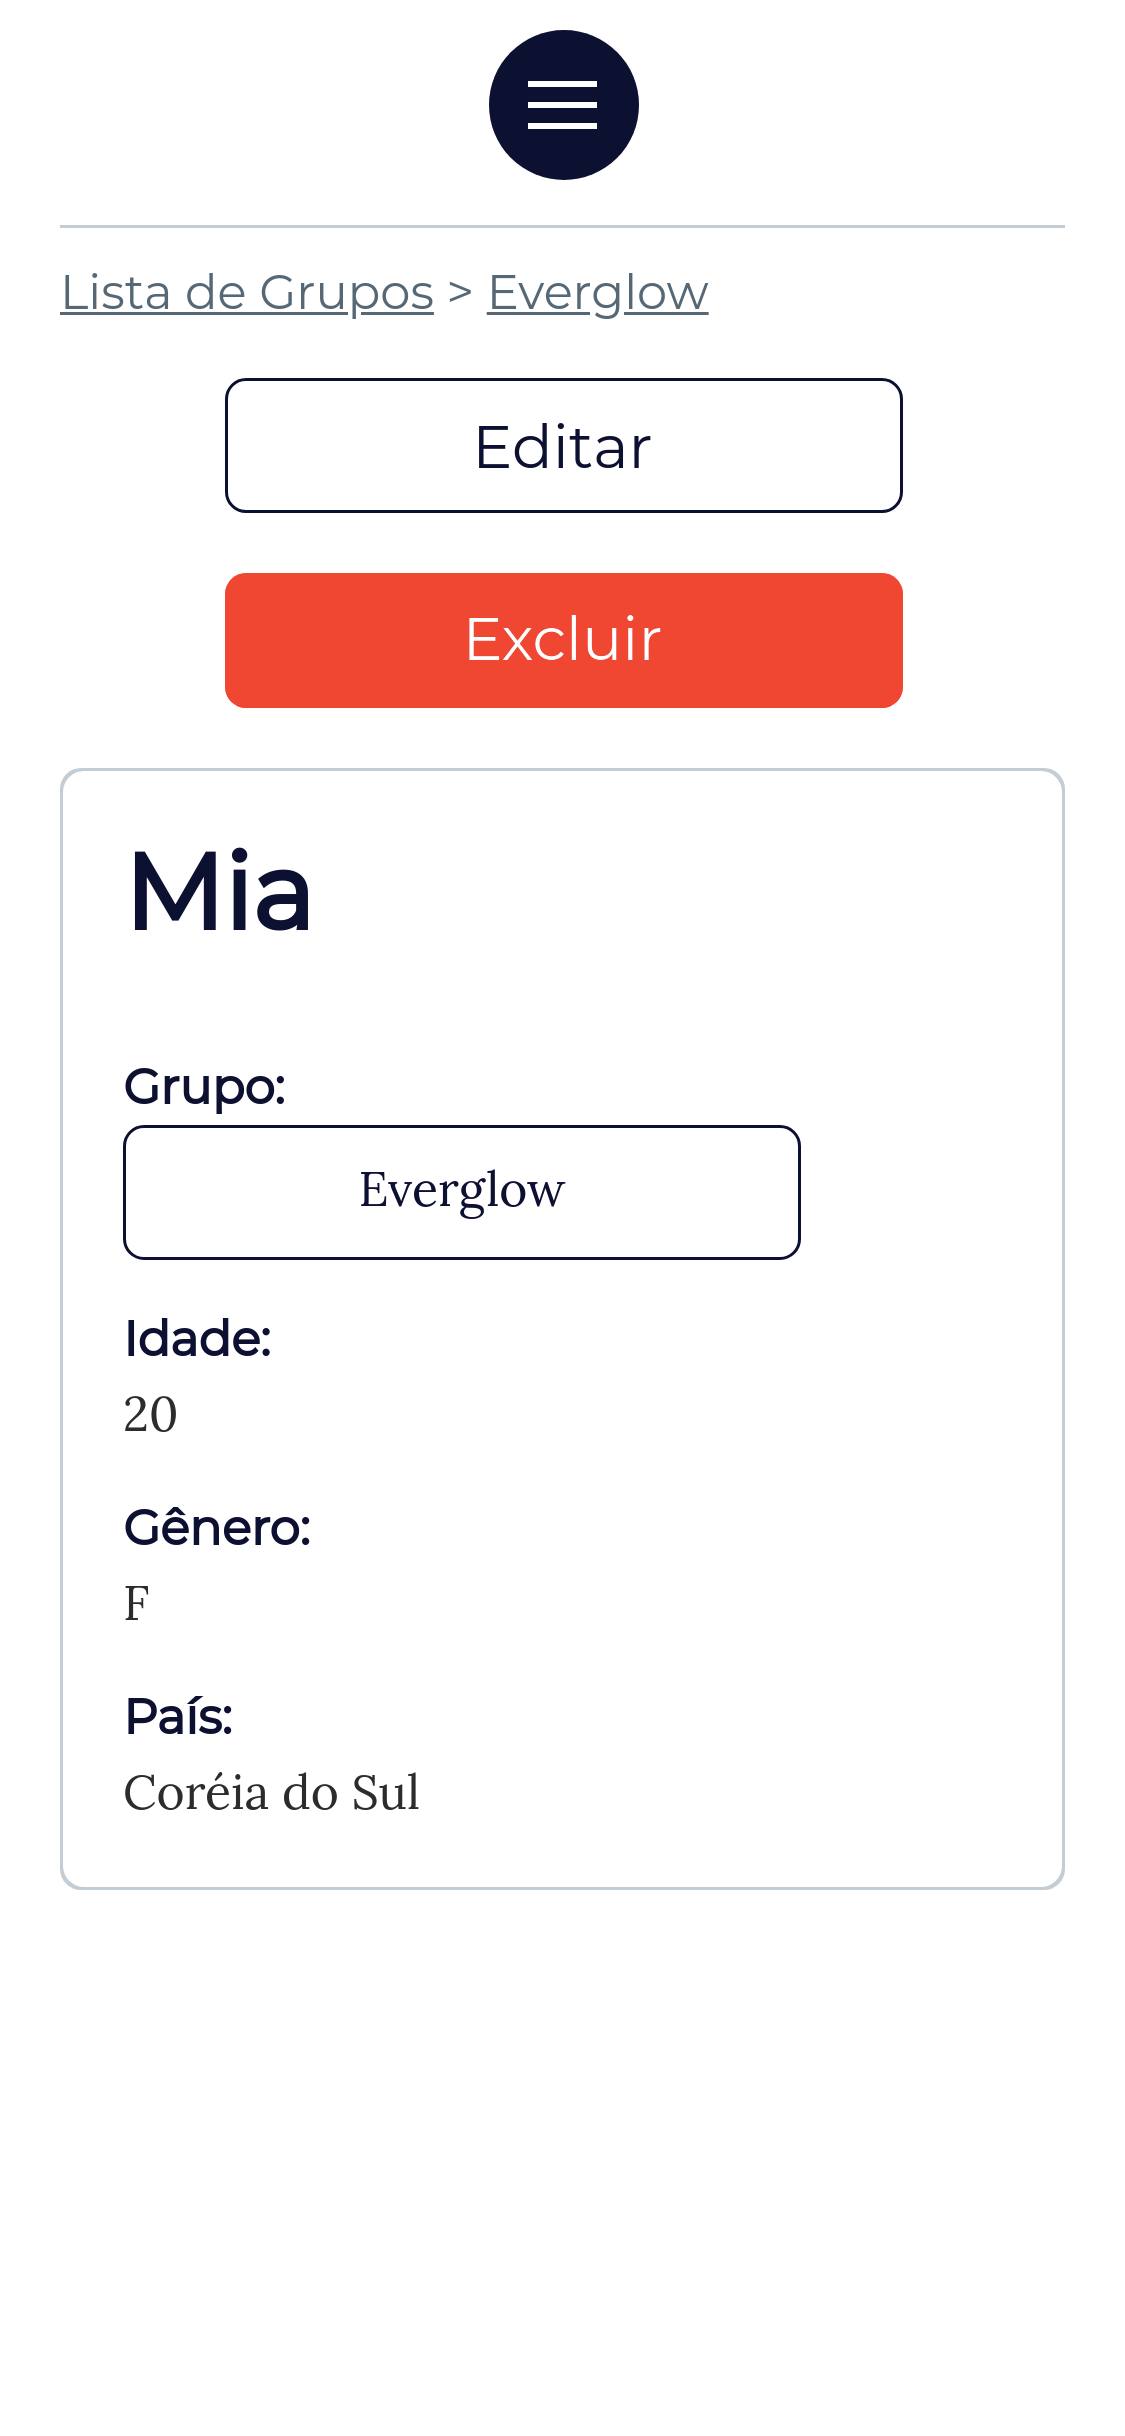 Lista de Grupos > Everglow
Editar
Excluir
Mia
Grupo:
Everglow
Idade:
20
Gênero:
F
País:
Coréia do Sul